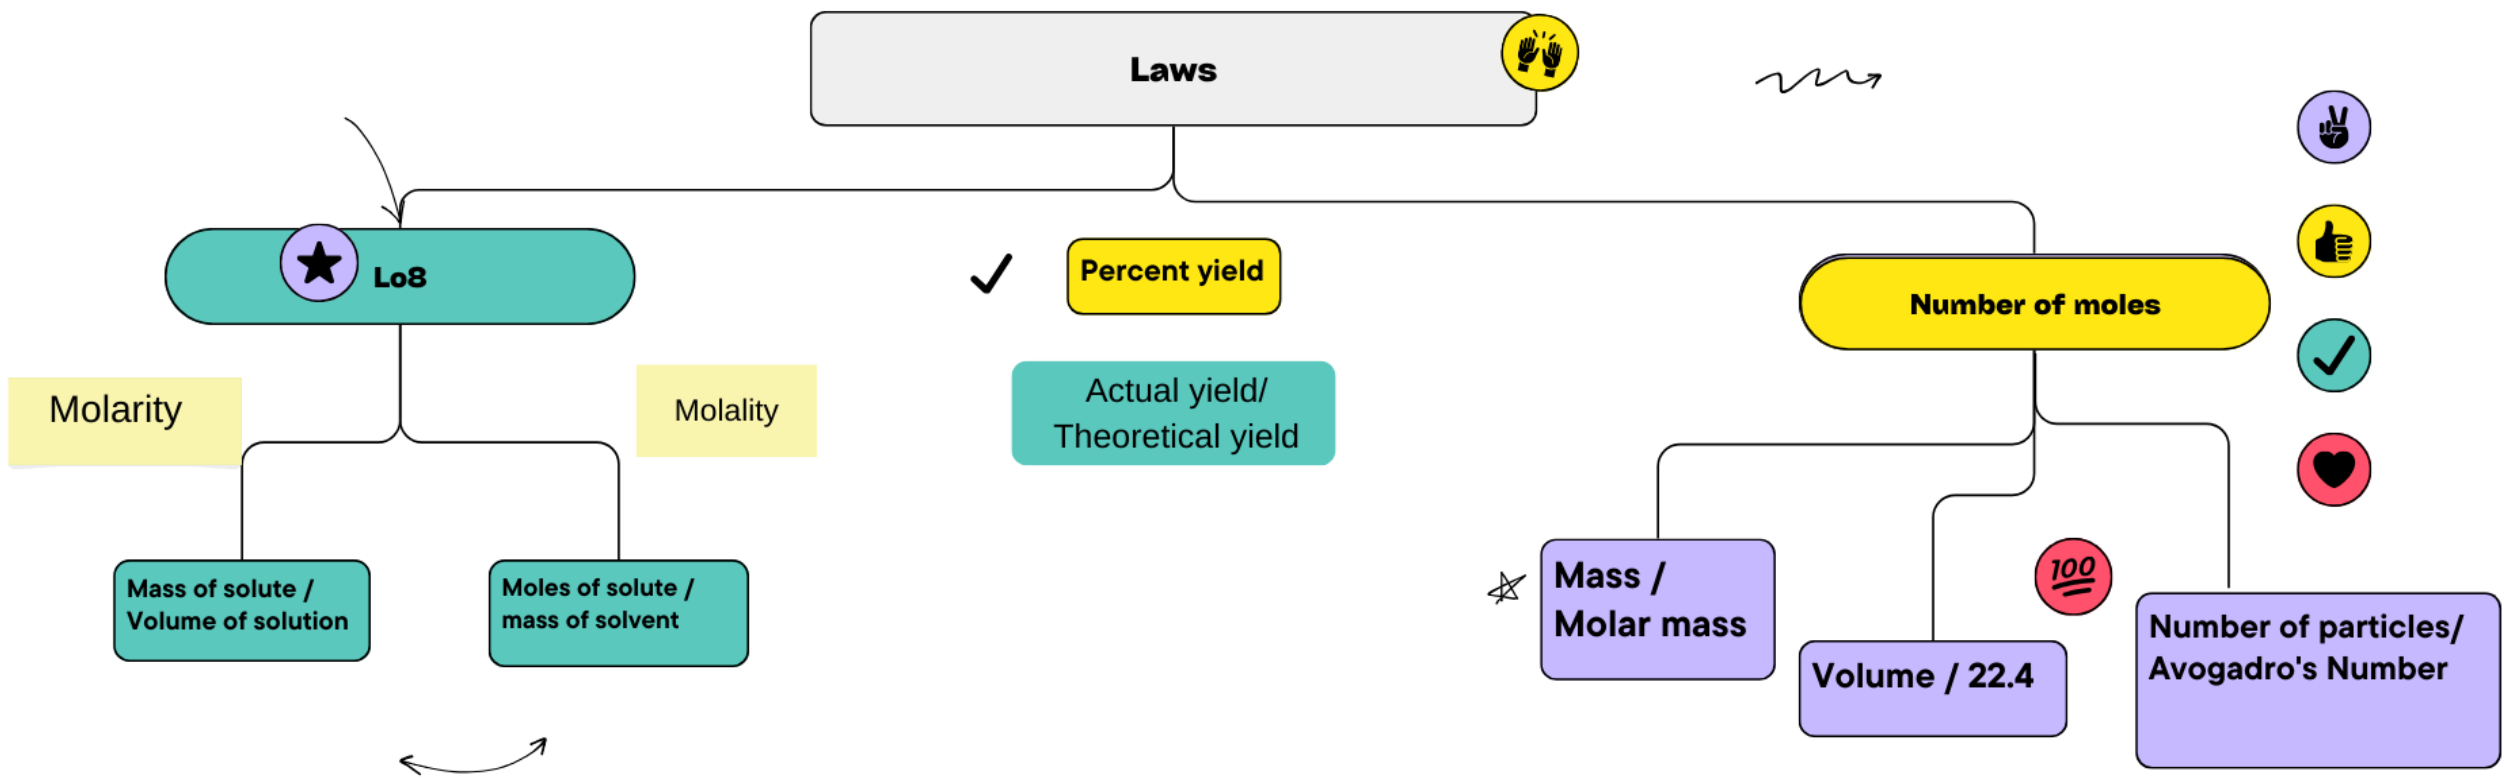 Laws
Lo8
Percent yield
Number of moles
Molarity
Molality
Actual yield/
Theoretical yield
Mass of solute /
Volume of solution
Moles of solute /
mass of solvent
Mass /
Molar mass
Volume / 22.4
100
Number of particles/
Avogadro's Number